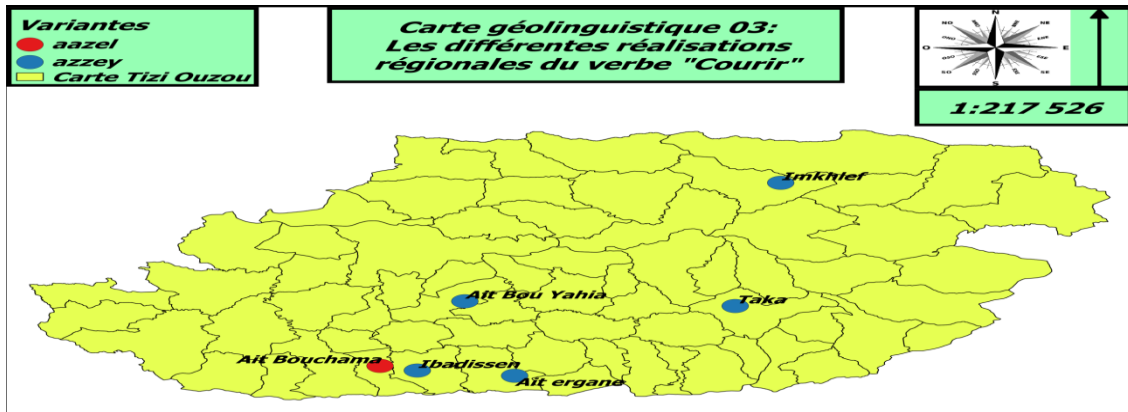 Variantes
aazel
azzey
Carte Tizi Ouzou
Carte géolinguistique 03:
Les différentes réalisations
régionales du verbe "Courir"
N
NO
NE
O
E
SO
SE
S
1:217 526
Imkhlef
Ait Bou Yahia
Taka
Ait Bouchama
Ibadissen
Ait ergane